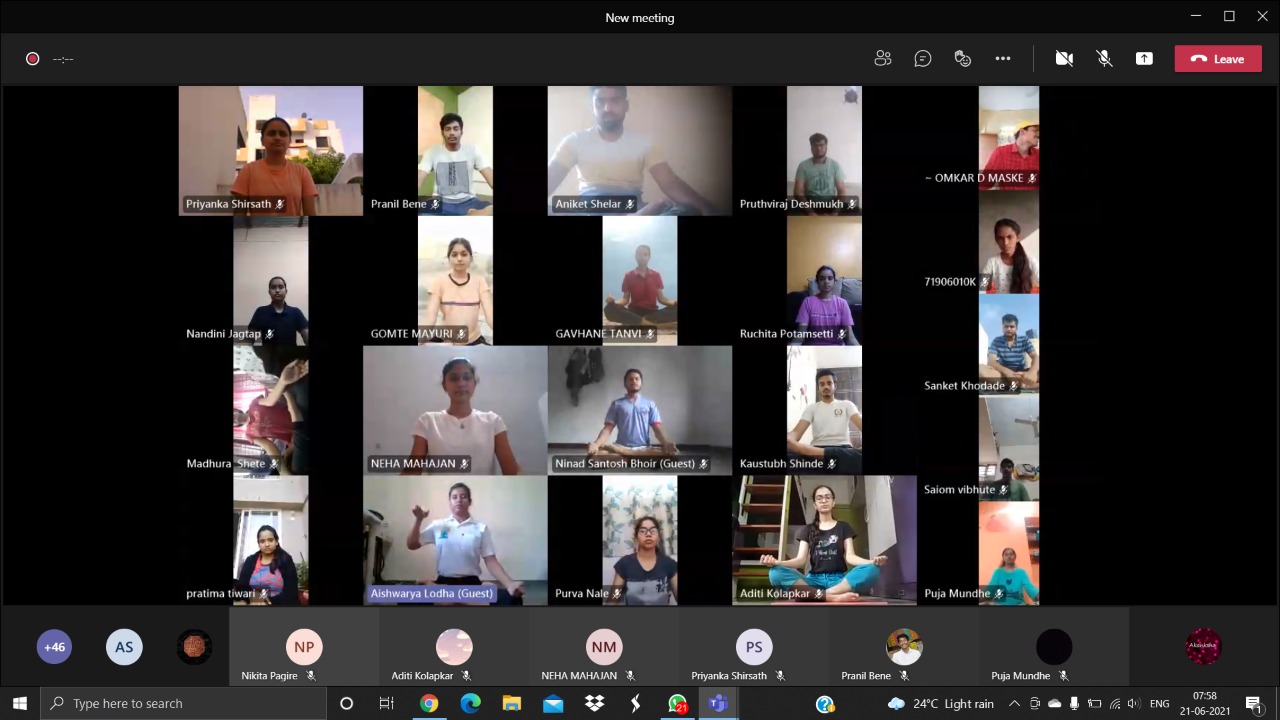 New meeting
--:--
Leave
Priyanka Shirsath
Pranil Bene
Aniket Shelar
Pruthviraj Deshmukh
~ OMKAR D MASKE
71906010K
Nandini Jagtap
GOMTE MAYURI
GAVHANE TANVI
Ruchita Potamsetti
Sanket Khodade
Madhura Shete
NEHA MAHAJAN
Ninad Santosh Bhoir (Guest)
Kaustubh Shinde
Saiom vibhute
pratima tiwari
Aishwarya Lodha (Guest)
Purva Nale
Aditi Kolapkar
Puja Mundhe
+46
AS
NP
NM
PS
Nikita Pagire
Aditi Kolapkar
NEHA MAHAJAN
Priyanka Shirsath
Pranil Bene
Puja Mundhe
Type here to search
21
24°C Light rain
ENG
07:58
21-06-2021
1